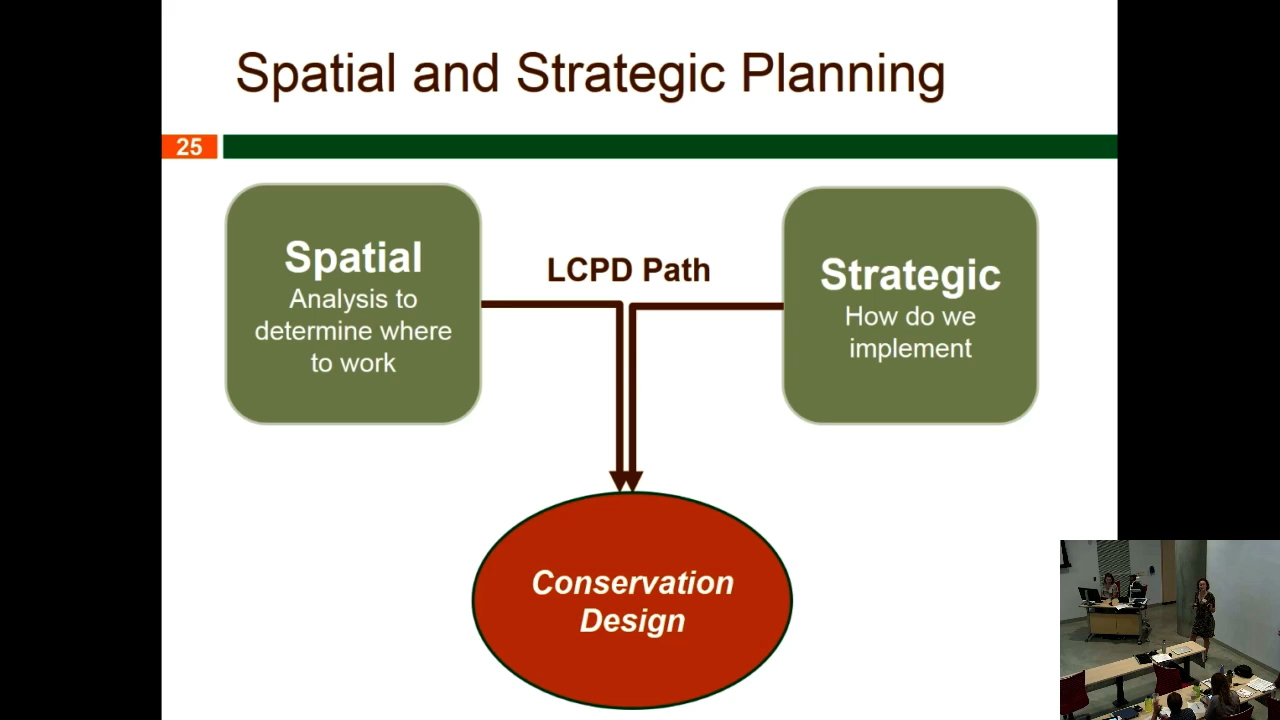 Spatial and Strategic Planning
25
Spatial
Analysis to
determine where
to work
LCPD Path
Strategic
How do we
implement
Conservation
Design